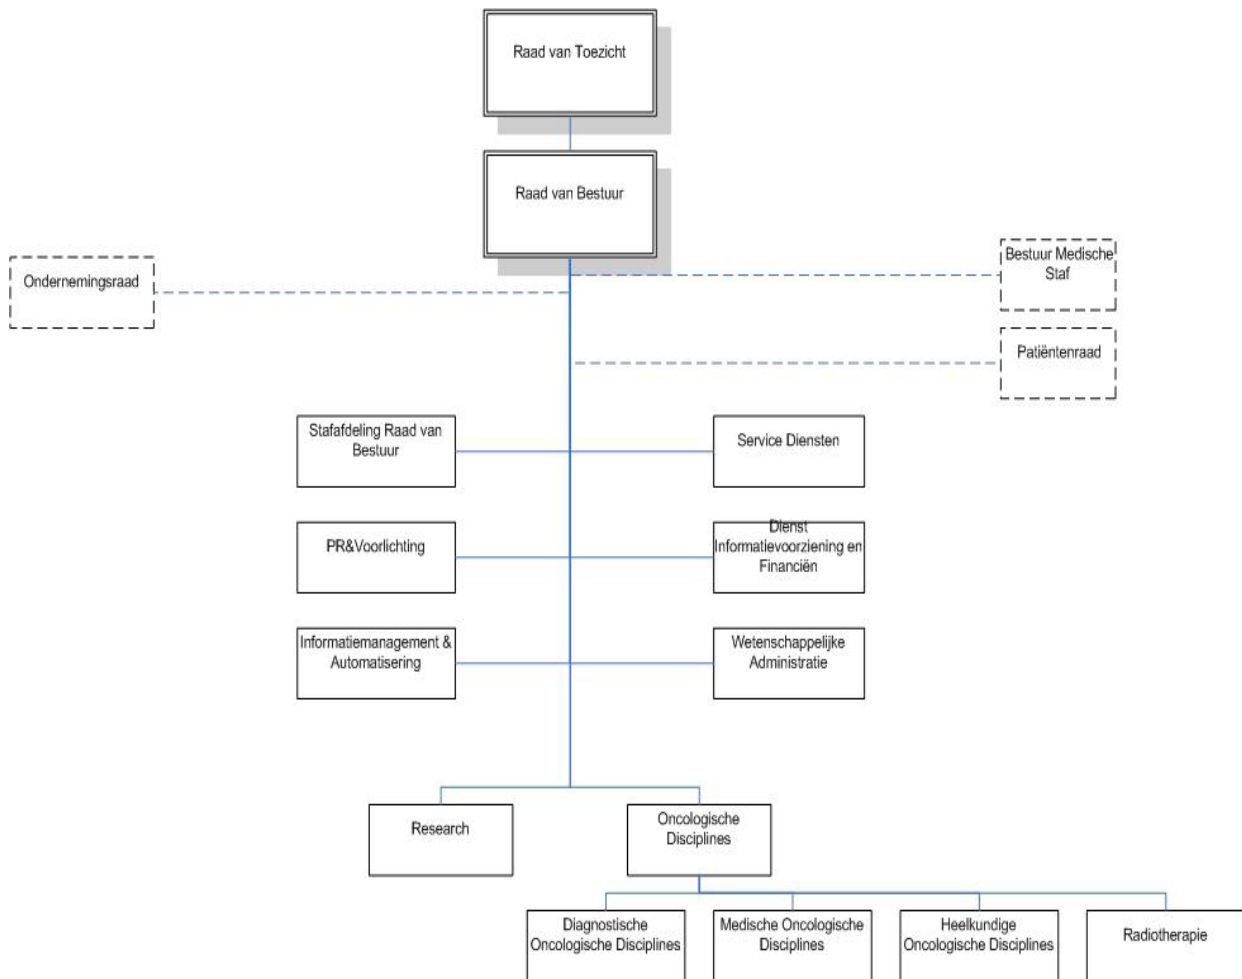 Raad van Toezicht
Raad van Bestuur
Ondernemingsraad
Bestuur Medische
Staf
Patiëntenraad
Stafafdeling Raad van
Bestuur
Service Diensten
PR&Voorlichting
Dienst
Informatievoorziening en
Financiën
Informatiemanagement &
Automatisering
Wetenschappelijke
Administratie
Research
Oncologische
Disciplines
Diagnostische
Oncologische Disciplines
Medische Oncologische
Disciplines
Heelkundige
Oncologische Disciplines
Radiotherapie